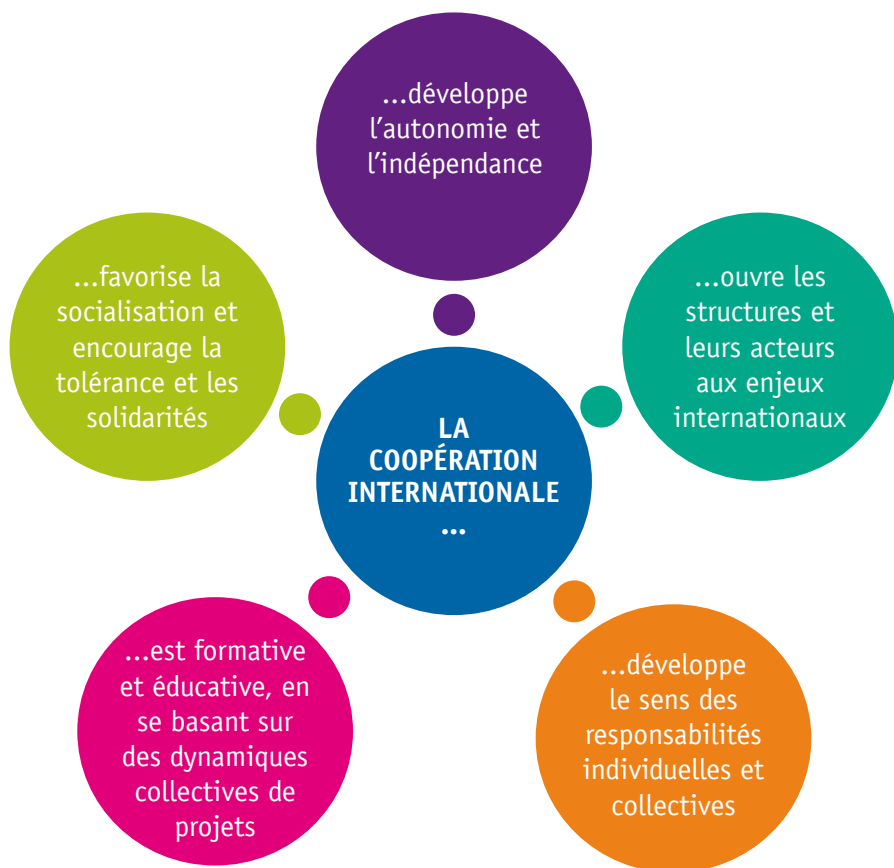 ...développe
l'autonomie et
l'indépendance
...favorise la
socialisation et
encourage la
tolérance et les
solidarités
...ouvre les
structures et
leurs acteurs
aux enjeux
internationaux
LA
COOPÉRATION
INTERNATIONALE
...
...est formative
et éducative, en
se basant sur
des dynamiques
collectives de
projets
...développe
le sens des
responsabilités
individuelles et
collectives